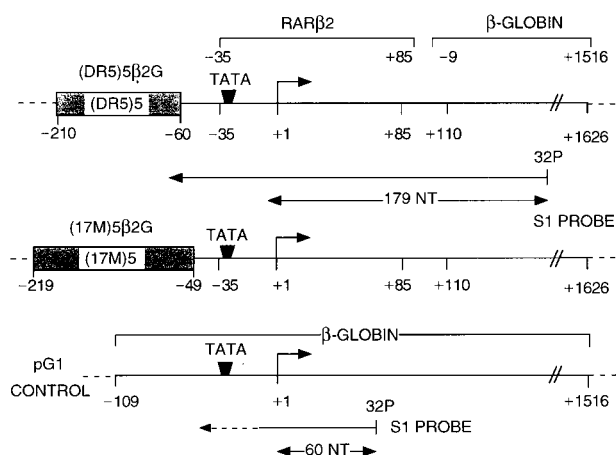 RARβ2 β-GLOBIN
-35 +85 -9 +1516
(DR5)5β2G TATA
(DR5)5
-210 -60 -35 +1 +85 +110 +1626
32P
179 NT
S1 PROBE
(17M)5β2G TATA
(17M)5
-219 -49 -35 +1 +85 +110 +1626
β-GLOBIN
pG1 CONTROL
TATA
-109 +1 +1516
32P
S1 PROBE
60 NT